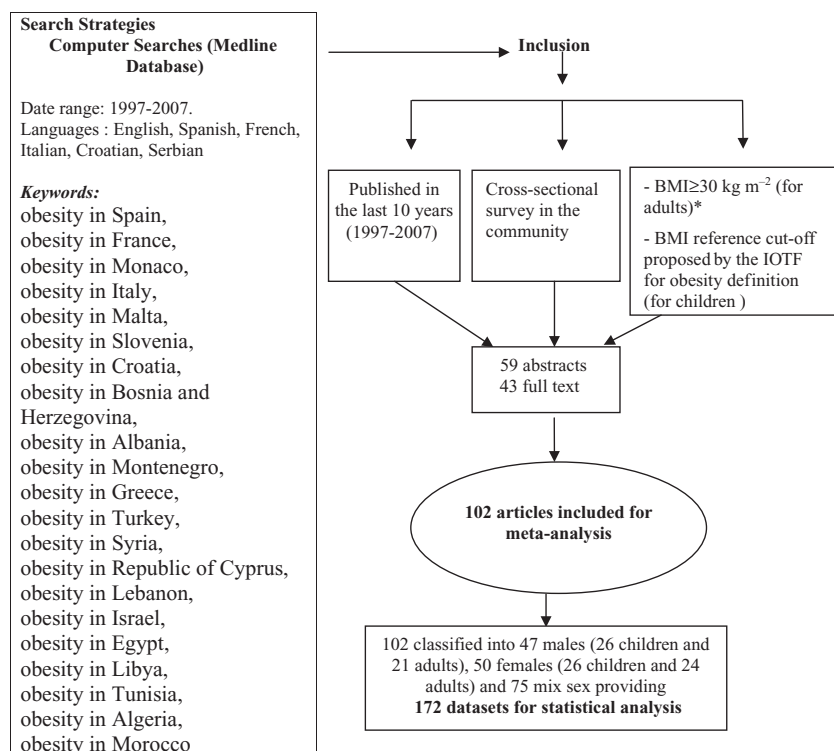 Search Strategies
Computer Searches (Medline
Database)
Date range: 1997-2007.
Languages : English, Spanish, French,
Italian, Croatian, Serbian
Keywords:
obesity in Spain,
obesity in France,
obesity in Monaco,
obesity in Italy,
obesity in Malta,
obesity in Slovenia,
obesity in Croatia,
obesity in Bosnia and
Herzegovina,
obesity in Albania,
obesity in Montenegro,
obesity in Greece,
obesity in Turkey,
obesity in Syria,
obesity in Republic of Cyprus,
obesity in Lebanon,
obesity in Israel,
obesity in Egypt,
obesity in Libya,
obesity in Tunisia,
obesity in Algeria,
obesity in Morocco
Inclusion
Published in
the last 10 years
(1997-2007)
Cross-sectional
survey in the
community
- BMI≥30 kg m⁻² (for
adults)*
- BMI reference cut-off
proposed by the IOTF
for obesity definition
(for children )
59 abstracts
43 full text
102 articles included for
meta-analysis
102 classified into 47 males (26 children and
21 adults), 50 females (26 children and 24
adults) and 75 mix sex providing
172 datasets for statistical analysis